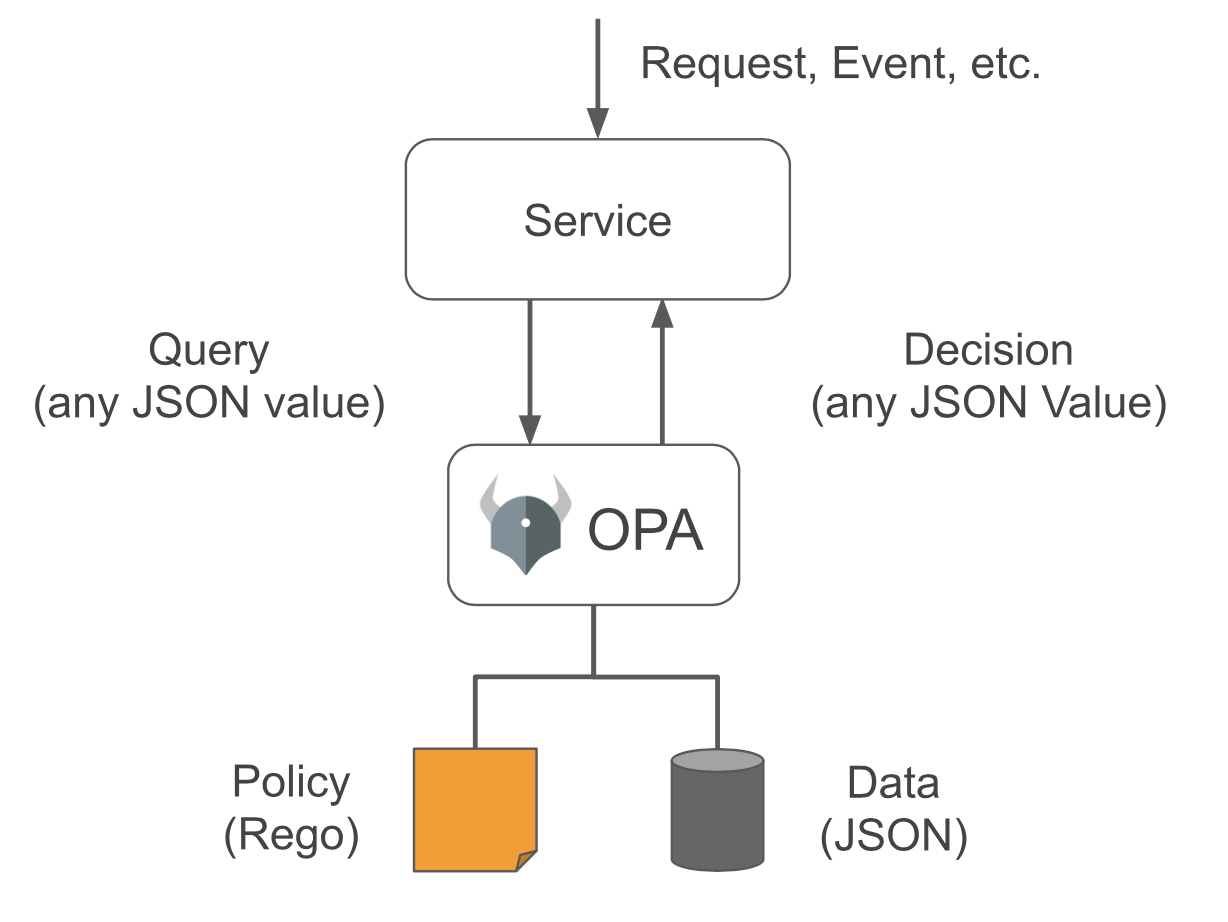 Request, Event, etc.
Service
Query
(any JSON value)
Decision
(any JSON Value)
OPA
Policy
(Rego)
Data
(JSON)